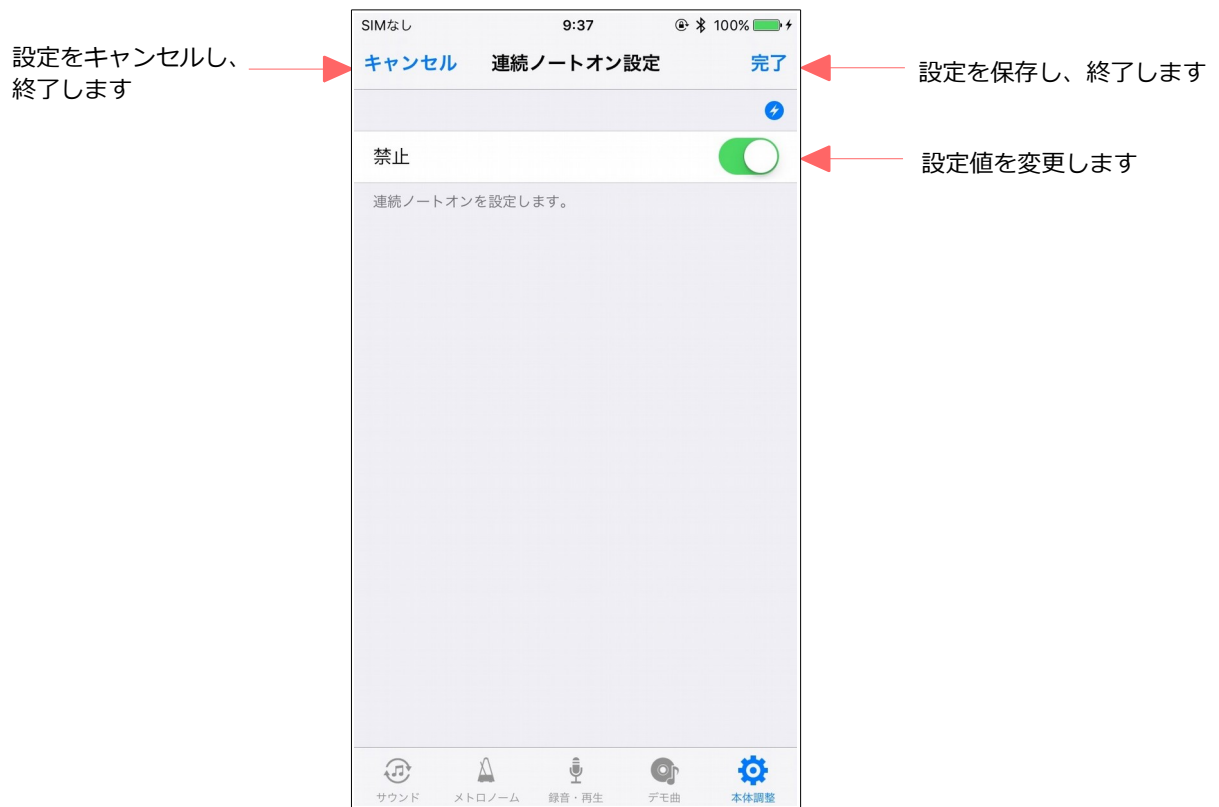 SIMなし 9:37 100%
設定をキャンセルし、
終了します
キャンセル 連続ノートオン設定 完了
設定を保存し、終了します
禁止
設定値を変更します
連続ノートオンを設定します。
サウンド メトロノーム 録音・再生 デモ曲 本体調整